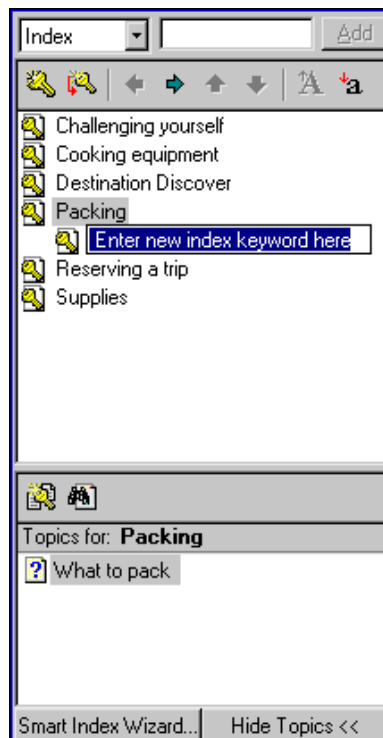 Index Add
Challenging yourself
Cooking equipment
Destination Discover
Packing
Enter new index keyword here
Reserving a trip
Supplies
Topics for: Packing
What to pack
Smart Index Wizard... Hide Topics <<